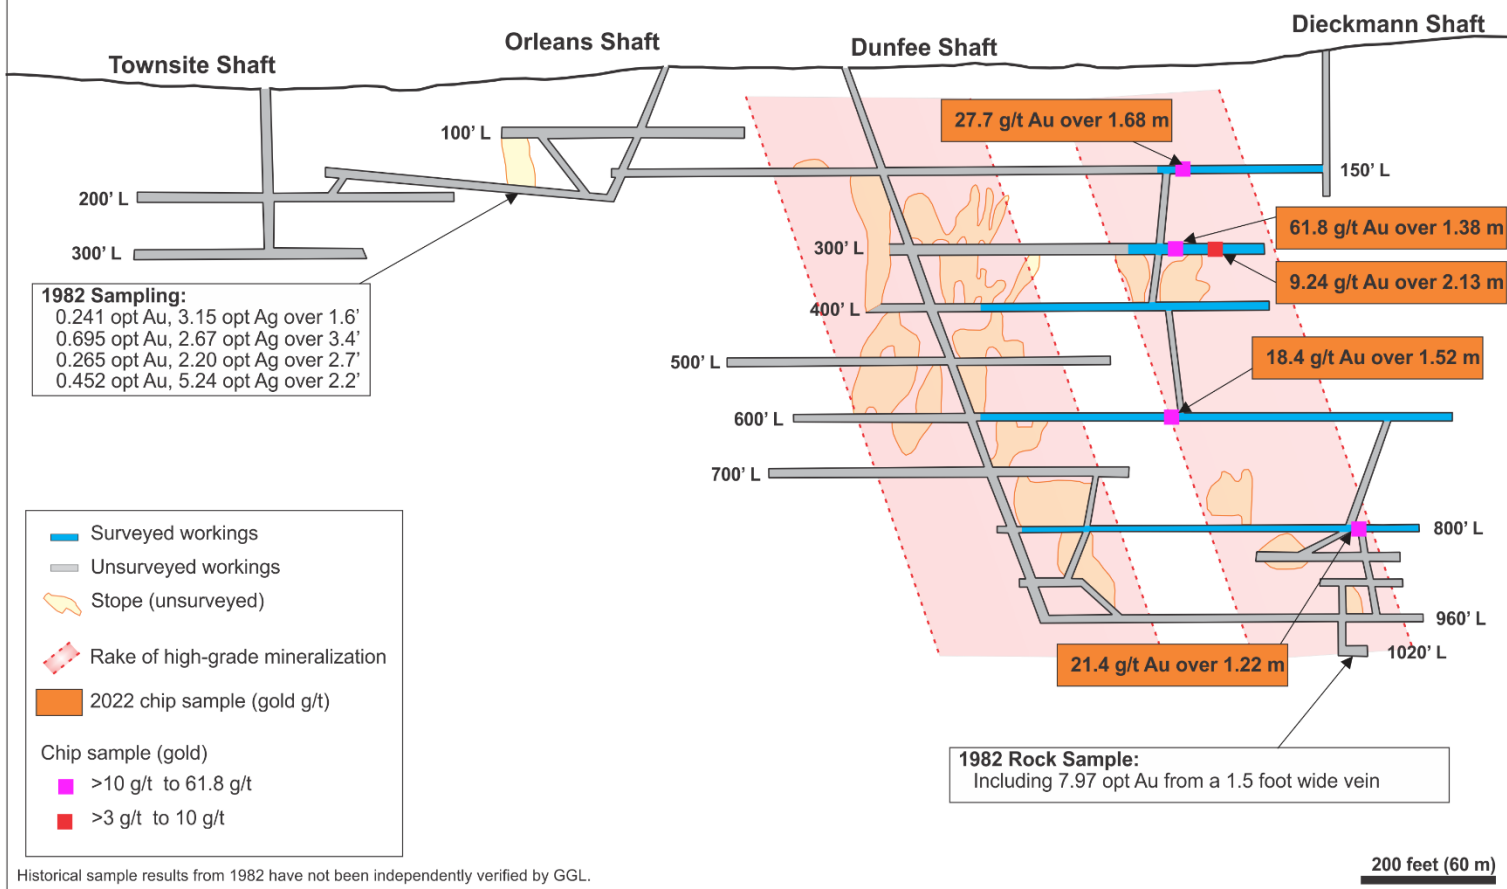 Dieckmann Shaft
Orleans Shaft
Dunfee Shaft
Townsite Shaft
27.7 g/t Au over 1.68 m
100' L
150' L
200' L
61.8 g/t Au over 1.38 m
300' L
300' L
9.24 g/t Au over 2.13 m
1982 Sampling:
0.241 opt Au, 3.15 opt Ag over 1.6'
0.695 opt Au, 2.67 opt Ag over 3.4'
0.265 opt Au, 2.20 opt Ag over 2.7'
0.452 opt Au, 5.24 opt Ag over 2.2'
400' L
18.4 g/t Au over 1.52 m
500' L
600' L
700' L
800' L
960' L
1020' L
21.4 g/t Au over 1.22 m
Surveyed workings
Unsurveyed workings
Stope (unsurveyed)
Rake of high-grade mineralization
2022 chip sample (gold g/t)
Chip sample (gold)
>10 g/t to 61.8 g/t
>3 g/t to 10 g/t
1982 Rock Sample:
Including 7.97 opt Au from a 1.5 foot wide vein
Historical sample results from 1982 have not been independently verified by GGL.
200 feet (60 m)